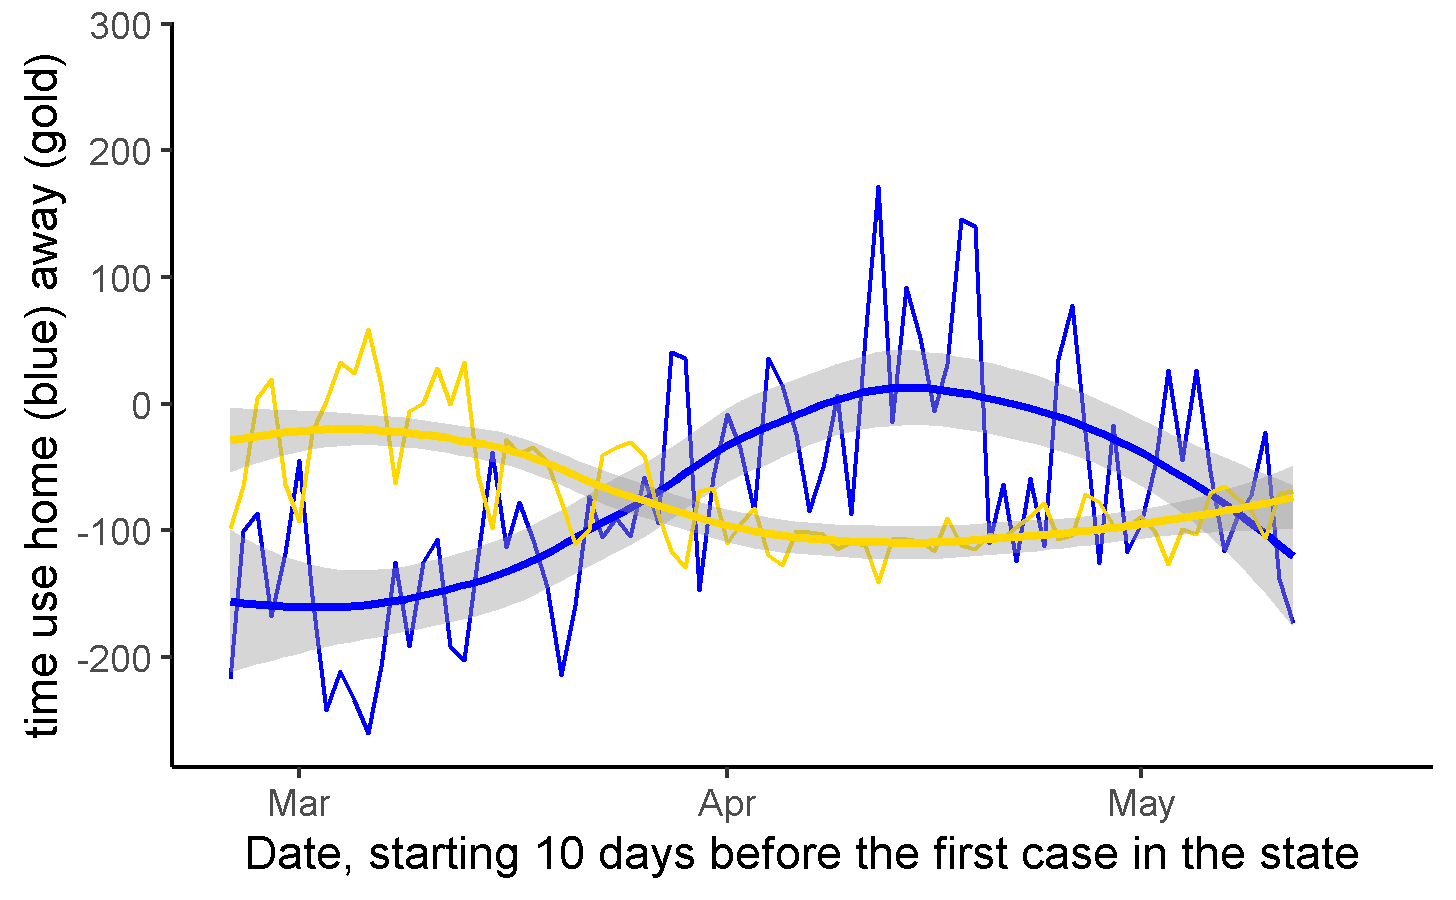 time use home (blue) away (gold)
300
200
100
0
-100
-200
Mar Apr May
Date, starting 10 days before the first case in the state